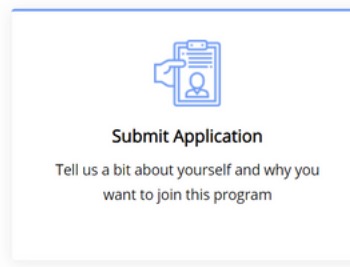 Submit Application
Tell us a bit about yourself and why you
want to join this program